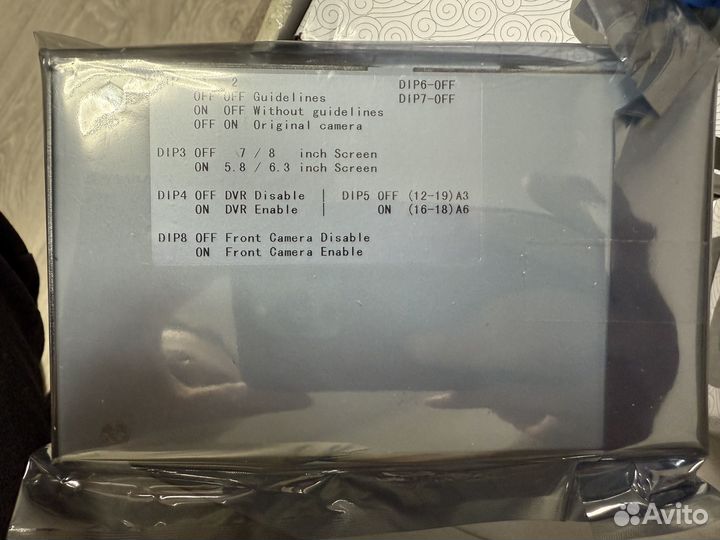 2 DIP6-OFF
OFF OFF Guidelines DIP7-OFF
ON OFF Without guidelines
OFF ON Original camera
DIP3 OFF 7 / 8 inch Screen
ON 5.8 / 6.3 inch Screen
DIP4 OFF DVR Disable | DIP5 OFF (12-19)A3
ON DVR Enable | ON (16-18)A6
DIP8 OFF Front Camera Disable
ON Front Camera Enable
Avito